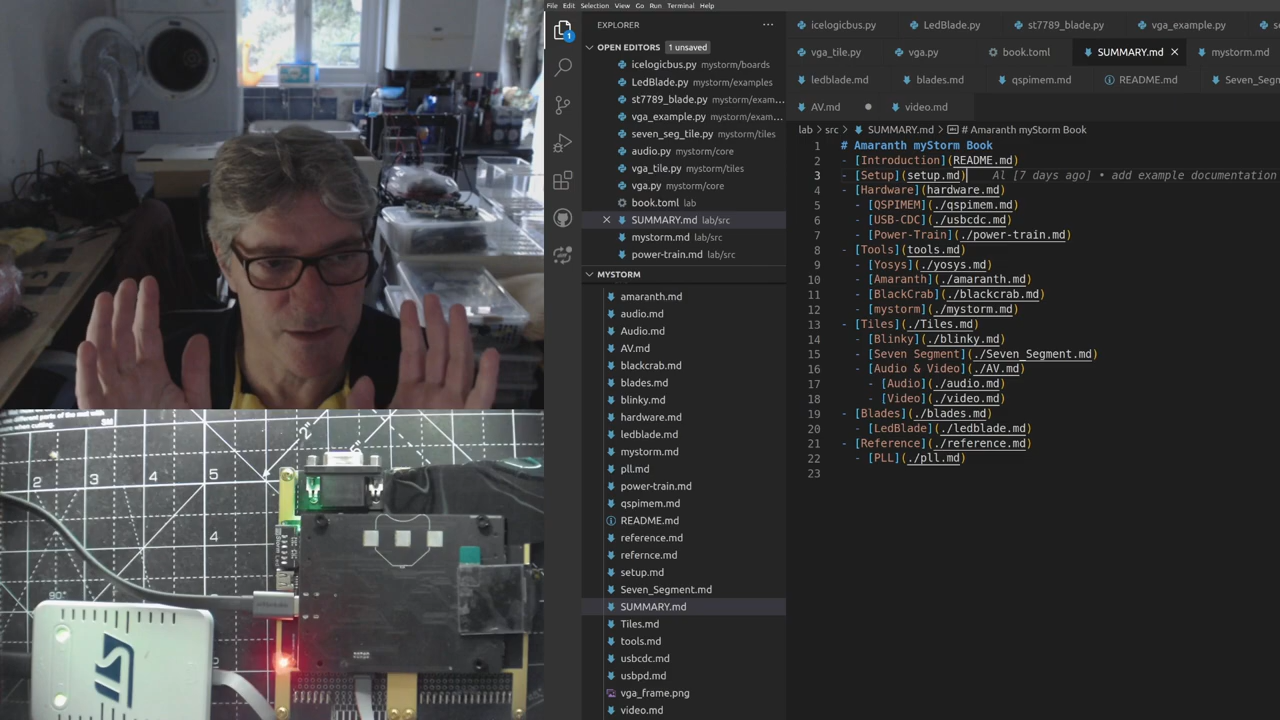 File Edit Selection View Go Run Terminal Help
EXPLORER
OPEN EDITORS 1 unsaved
icelogicbus.py mystorm/boards
LedBlade.py mystorm/examples
st7789_blade.py mystorm/exam...
vga_example.py mystorm/exam...
seven_seg_tile.py mystorm/tiles
audio.py mystorm/core
vga_tile.py mystorm/tiles
vga.py mystorm/core
book.toml lab
SUMMARY.md lab/src
mystorm.md lab/src
power-train.md lab/src
MYSTORM
amaranth.md
audio.md
Audio.md
AV.md
blackcrab.md
blades.md
blinky.md
hardware.md
ledblade.md
mystorm.md
pll.md
power-train.md
qspimem.md
README.md
reference.md
refernce.md
setup.md
Seven_Segment.md
SUMMARY.md
Tiles.md
tools.md
usbcdc.md
usbpd.md
vga_frame.png
video.md
icelogicbus.py LedBlade.py st7789_blade.py vga_example.py
vga_tile.py vga.py book.toml SUMMARY.md mystorm.md
ledblade.md blades.md qspimem.md README.md Seven_Seg
AV.md video.md
lab > src > SUMMARY.md > # Amaranth myStorm Book
1 # Amaranth myStorm Book
2 - [Introduction](README.md)
3 - [Setup](setup.md) Al [7 days ago] • add example documentation
4 - [Hardware](hardware.md)
5 - [QSPIMEM](./qspimem.md)
6 - [USB-CDC](./usbcdc.md)
7 - [Power-Train](./power-train.md)
8 - [Tools](tools.md)
9 - [Yosys](./yosys.md)
10 - [Amaranth](./amaranth.md)
11 - [BlackCrab](./blackcrab.md)
12 - [mystorm](./mystorm.md)
13 - [Tiles](./Tiles.md)
14 - [Blinky](./blinky.md)
15 - [Seven Segment](./Seven_Segment.md)
16 - [Audio & Video](./AV.md)
17 - [Audio](./audio.md)
18 - [Video](./video.md)
19 - [Blades](./blades.md)
20 - [LedBlade](./ledblade.md)
21 - [Reference](./reference.md)
22 - [PLL](./pll.md)
23
2 3 4 5
4
2"
90°
ST